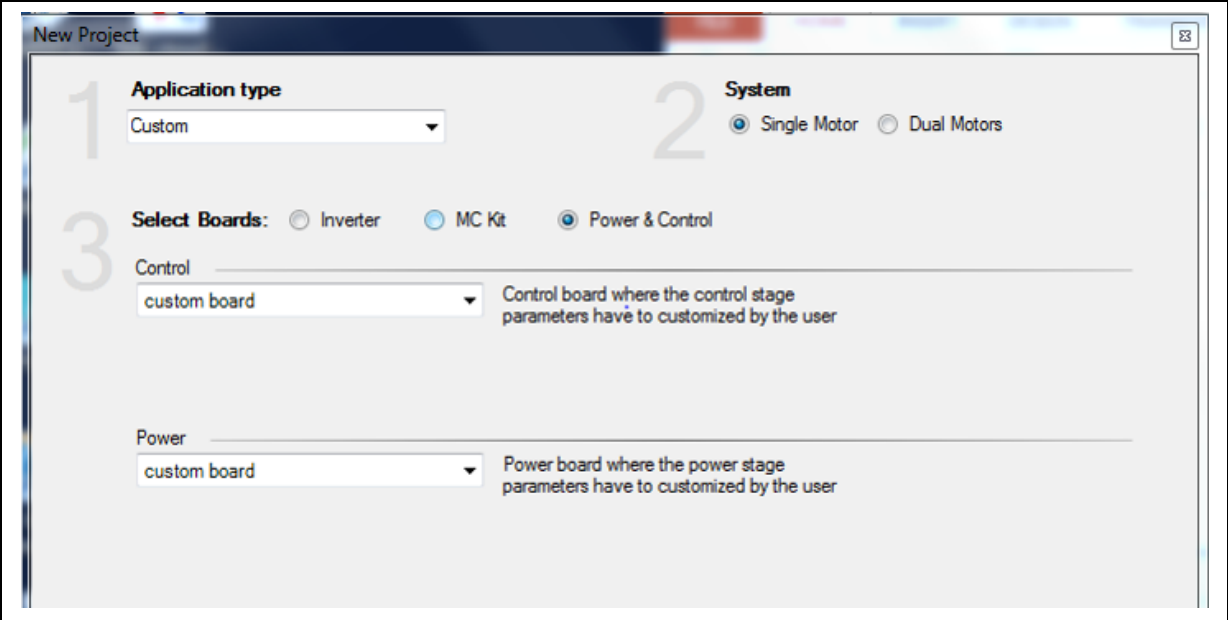 New Project
1
Application type
Custom
2
System
Single Motor
Dual Motors
3
Select Boards:
Inverter
MC Kit
Power & Control
Control
custom board
Control board where the control stage
parameters have to customized by the user
Power
custom board
Power board where the power stage
parameters have to customized by the user